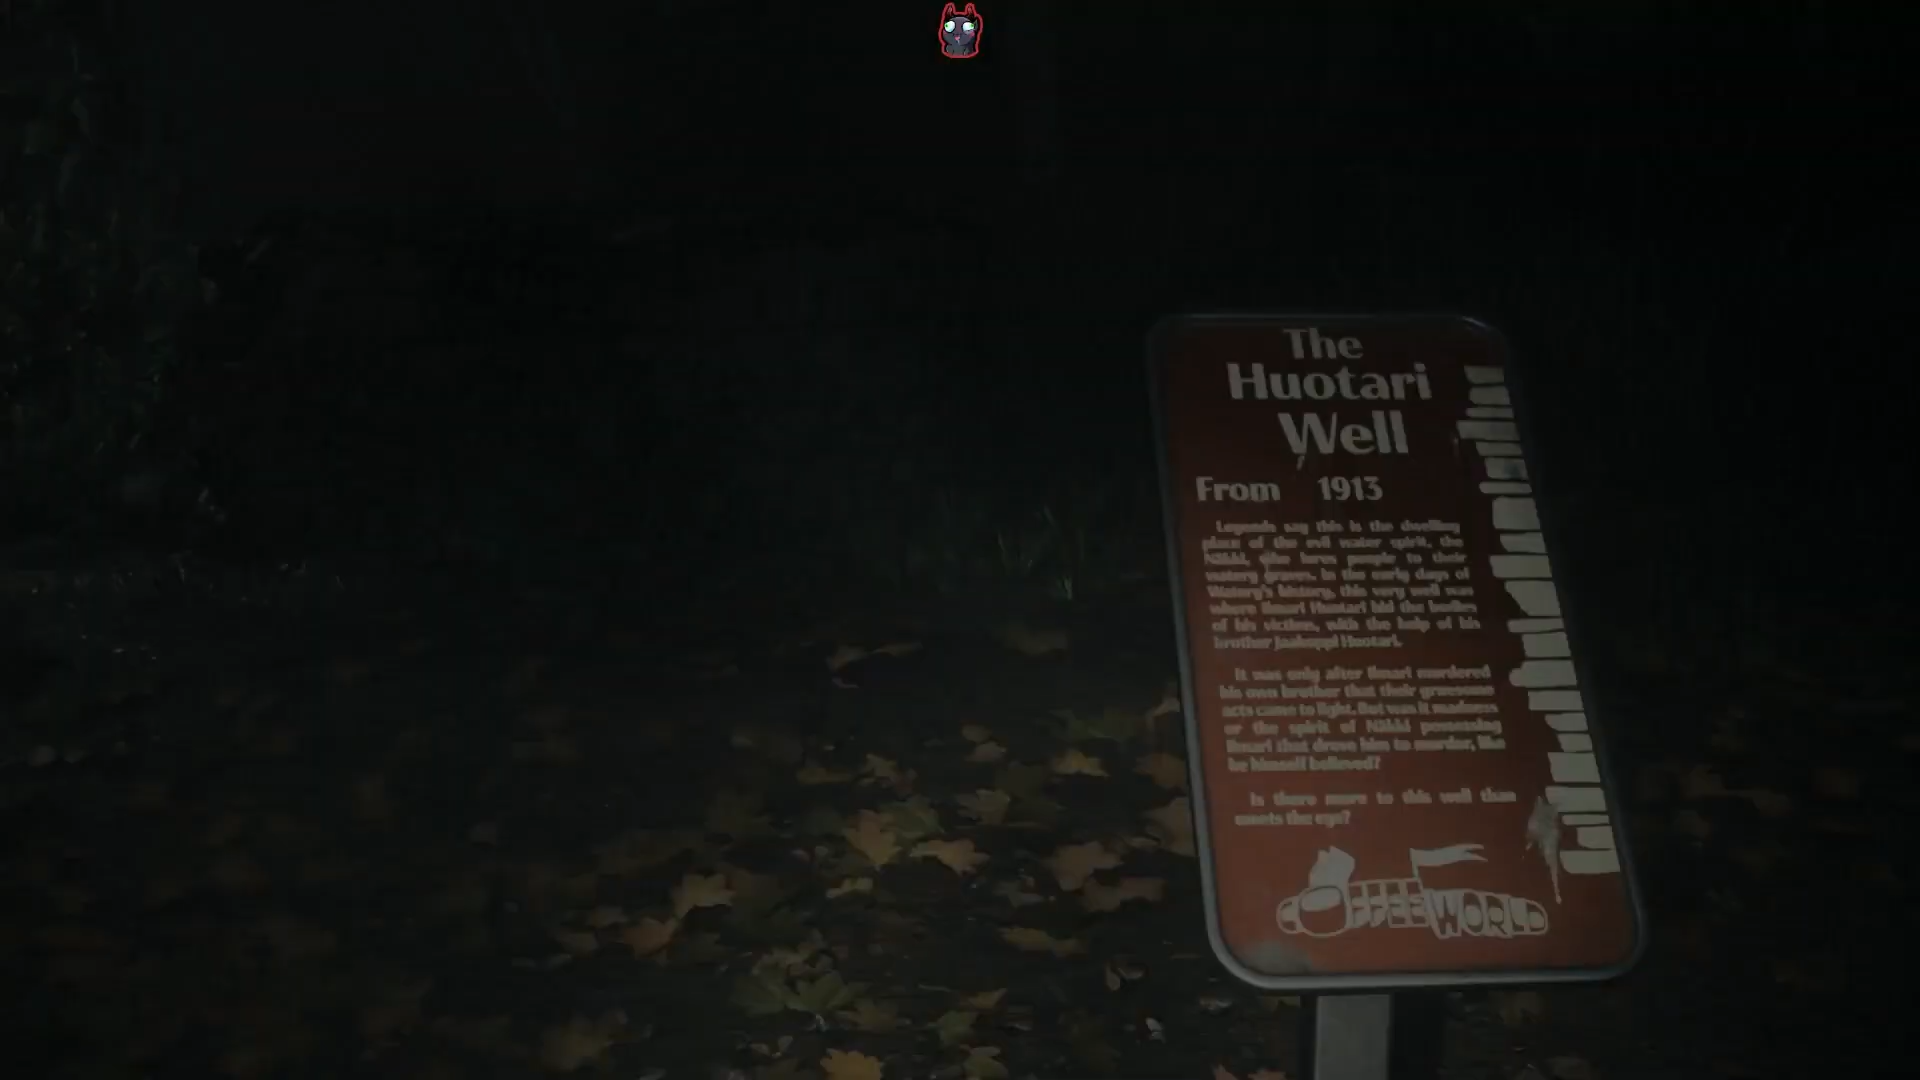 The
Huotari
Well
From 1913
Legends say this is the dwelling
place of the evil water spirit, the
Näkki, who lures people to their
watery graves. In the early days of
Watery's history, this very well was
where Ilmari Huotari hid the bodies
of his victims, with the help of his
brother Jaakoppi Huotari.
It was only after Ilmari murdered
his own brother that their gruesome
acts came to light. But was it madness
or the spirit of Näkki possessing
Ilmari that drove him to murder, like
he himself believed?
Is there more to this well than
meets the eye?
COFFEE WORLD